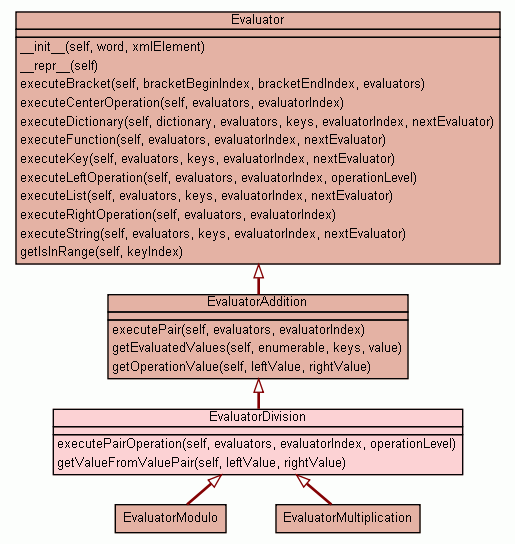 Evaluator
__init__(self, word, xmlElement)
__repr__(self)
executeBracket(self, bracketBeginIndex, bracketEndIndex, evaluators)
executeCenterOperation(self, evaluators, evaluatorIndex)
executeDictionary(self, dictionary, evaluators, keys, evaluatorIndex, nextEvaluator)
executeFunction(self, evaluators, evaluatorIndex, nextEvaluator)
executeKey(self, evaluators, keys, evaluatorIndex, nextEvaluator)
executeLeftOperation(self, evaluators, evaluatorIndex, operationLevel)
executeList(self, evaluators, keys, evaluatorIndex, nextEvaluator)
executeRightOperation(self, evaluators, evaluatorIndex)
executeString(self, evaluators, keys, evaluatorIndex, nextEvaluator)
getIsInRange(self, keyIndex)
EvaluatorAddition
executePair(self, evaluators, evaluatorIndex)
getEvaluatedValues(self, enumerable, keys, value)
getOperationValue(self, leftValue, rightValue)
EvaluatorDivision
executePairOperation(self, evaluators, evaluatorIndex, operationLevel)
getValueFromValuePair(self, leftValue, rightValue)
EvaluatorModulo
EvaluatorMultiplication